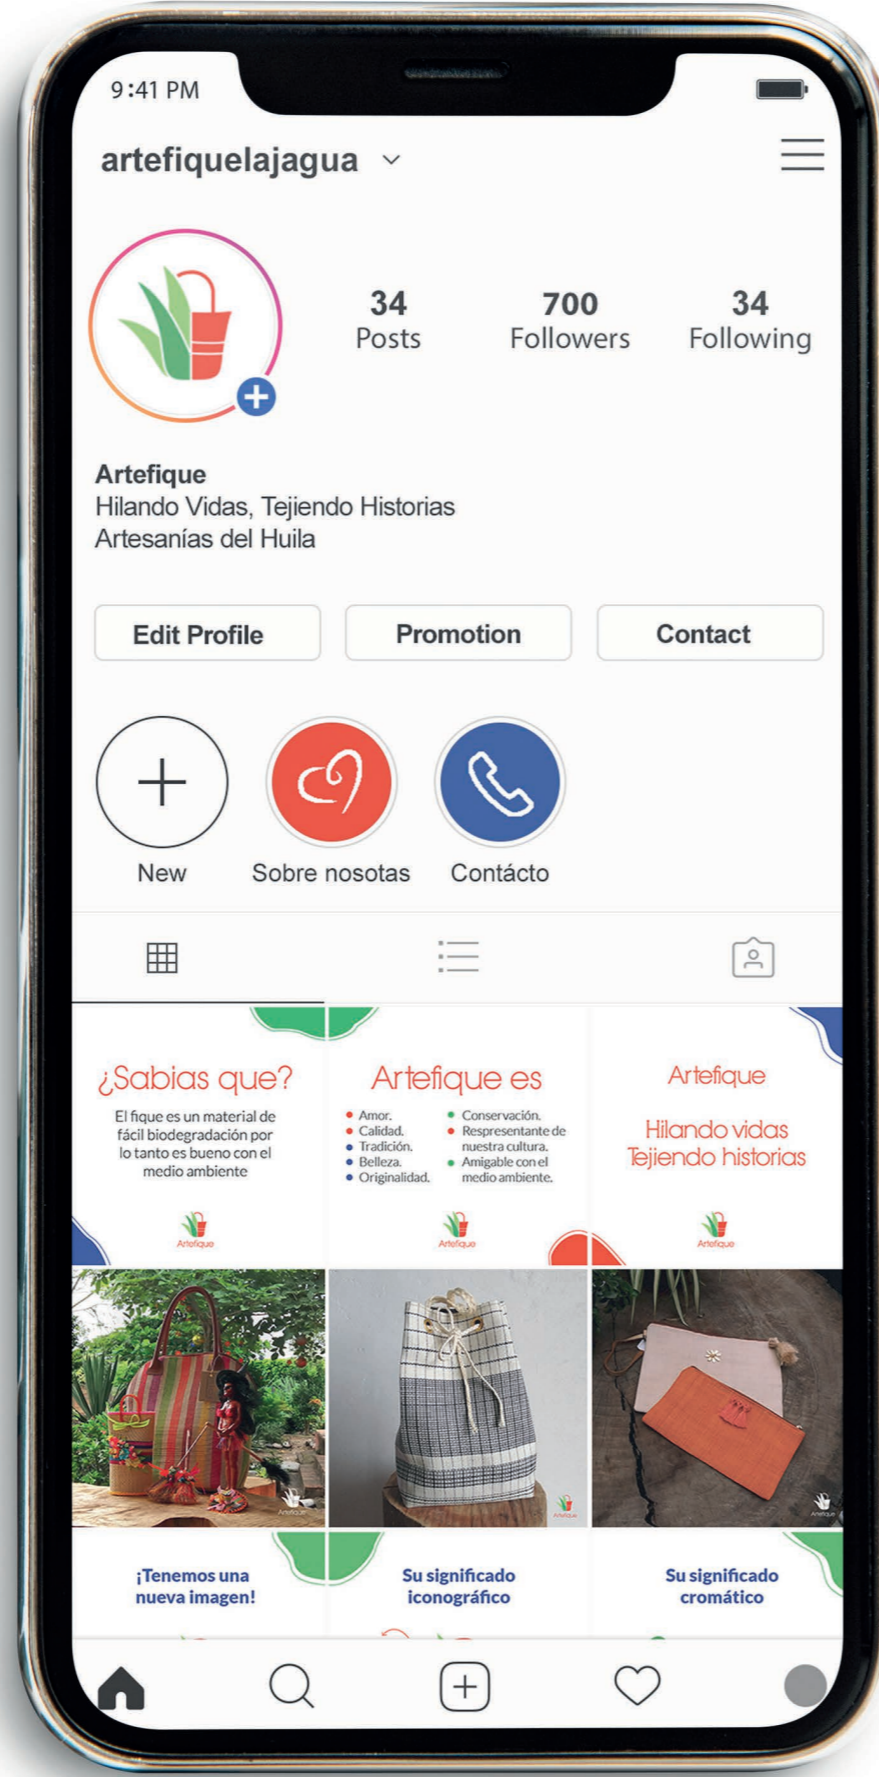 9:41 PM
artefiquelajagua
34
Posts
700
Followers
34
Following
Artefique
Hilando Vidas, Tejiendo Historias
Artesanías del Huila
Edit Profile
Promotion
Contact
New
Sobre nosotas
Contácto
¿Sabias que?
El fique es un material de
fácil biodegradación por
lo tanto es bueno con el
medio ambiente
Artefique
Artefique es
Amor.
Calidad.
Tradición.
Belleza.
Originalidad.
Conservación.
Respresentante de
nuestra cultura.
Amigable con el
medio ambiente.
Artefique
Artefique
Hilando vidas
Tejiendo historias
Artefique
Artefique
Artefique
Artefique
¡Tenemos una
nueva imagen!
Su significado
iconográfico
Su significado
cromático